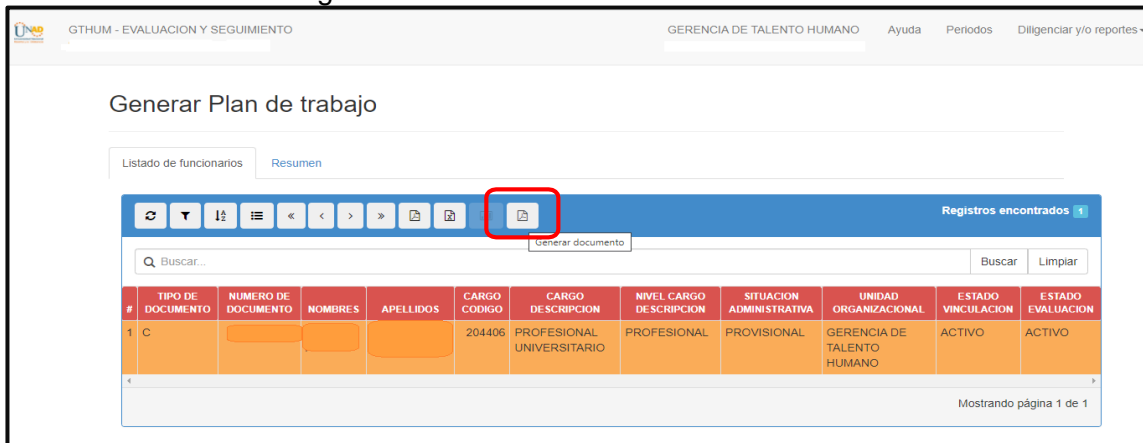 UNAD GTHUM - EVALUACION Y SEGUIMIENTO GERENCIA DE TALENTO HUMANO Ayuda Periodos Diligenciar y/o reportes
Generar Plan de trabajo
Listado de funcionarios Resumen
Registros encontrados 1
Generar documento
Buscar... Buscar Limpiar
# TIPO DE DOCUMENTO NUMERO DE DOCUMENTO NOMBRES APELLIDOS CARGO CODIGO CARGO DESCRIPCION NIVEL CARGO DESCRIPCION SITUACION ADMINISTRATIVA UNIDAD ORGANIZACIONAL ESTADO VINCULACION ESTADO EVALUACION
1 C 204406 PROFESIONAL UNIVERSITARIO PROFESIONAL PROVISIONAL GERENCIA DE TALENTO HUMANO ACTIVO ACTIVO
Mostrando página 1 de 1